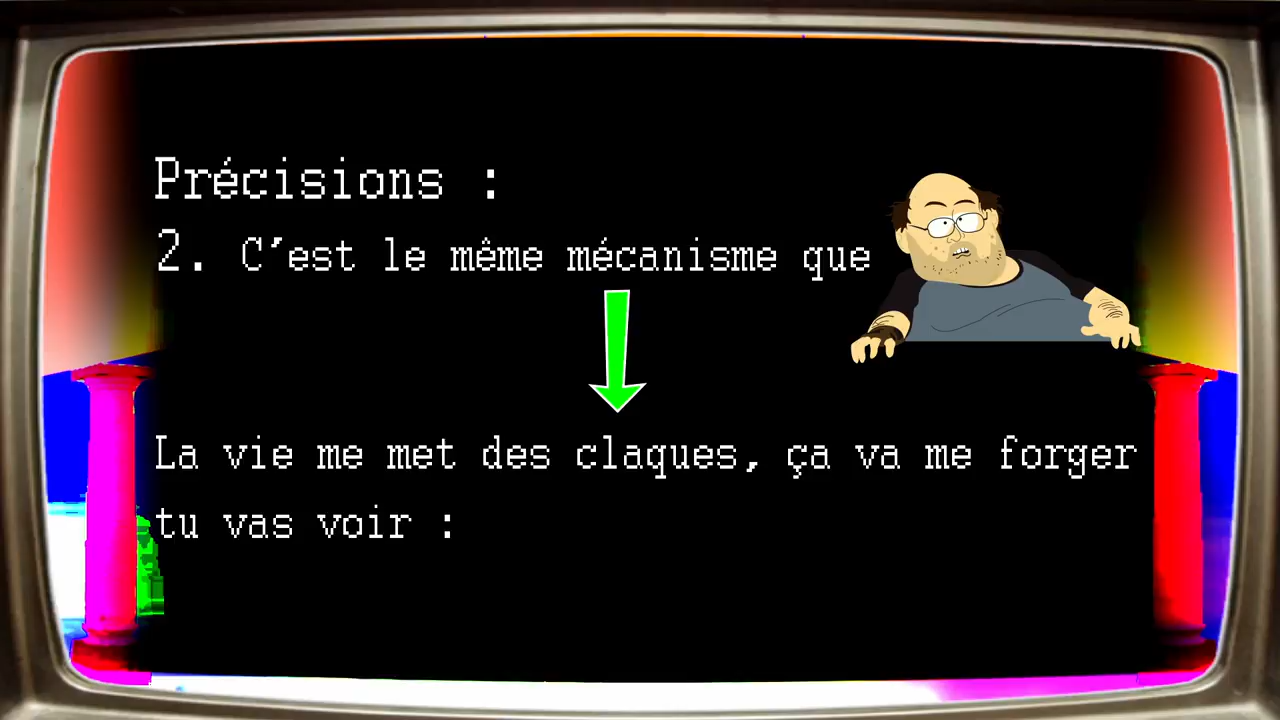 Précisions :
2. C'est le même mécanisme que
La vie me met des claques, ça va me forger
tu vas voir :